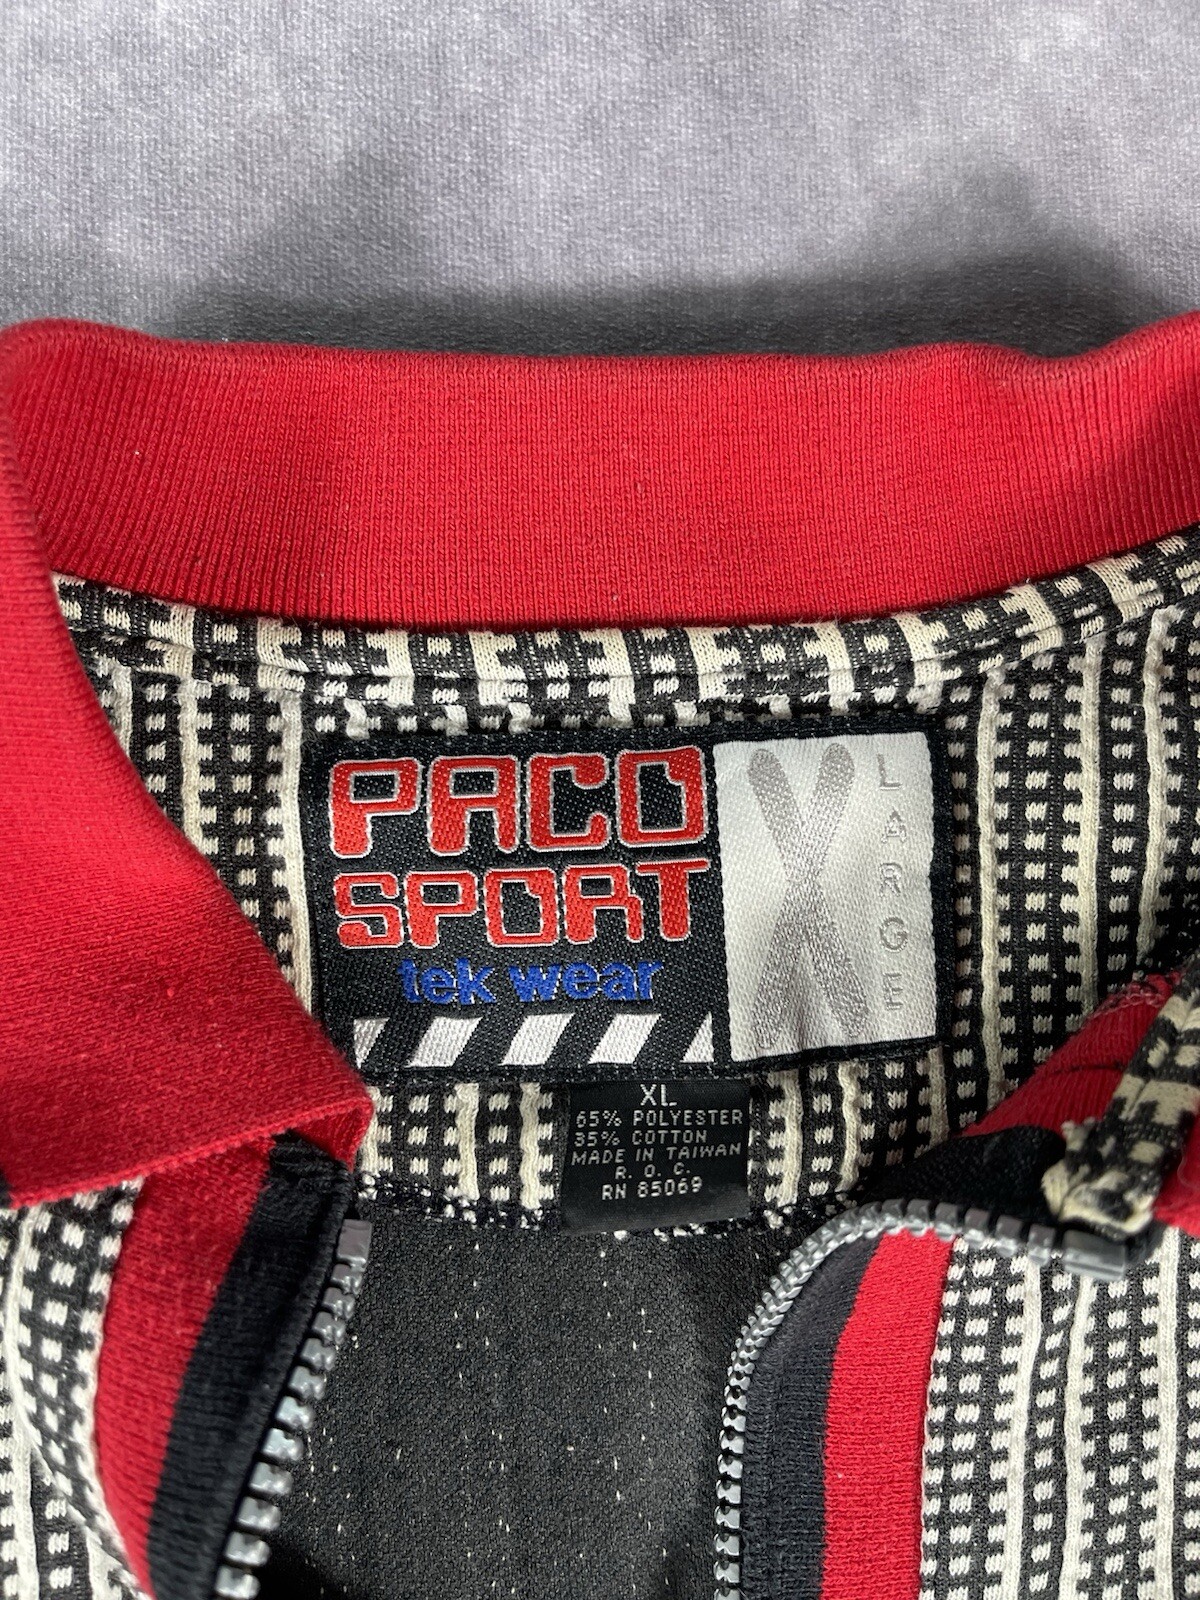 PACO
SPORT
tek wear
X
LARGE
XL
65% POLYESTER
35% COTTON
MADE IN TAIWAN
R. O. C.
RN 85069